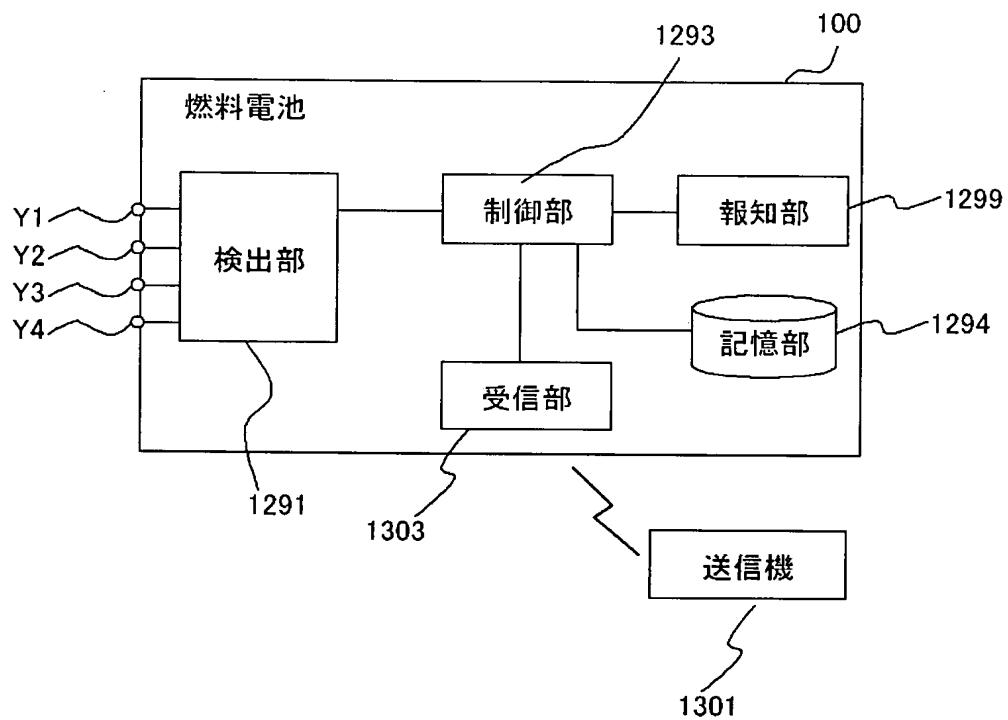 100
1293
燃料電池
Y1
Y2
Y3
Y4
検出部
制御部
報知部
1299
記憶部
1294
受信部
1291
1303
送信機
1301